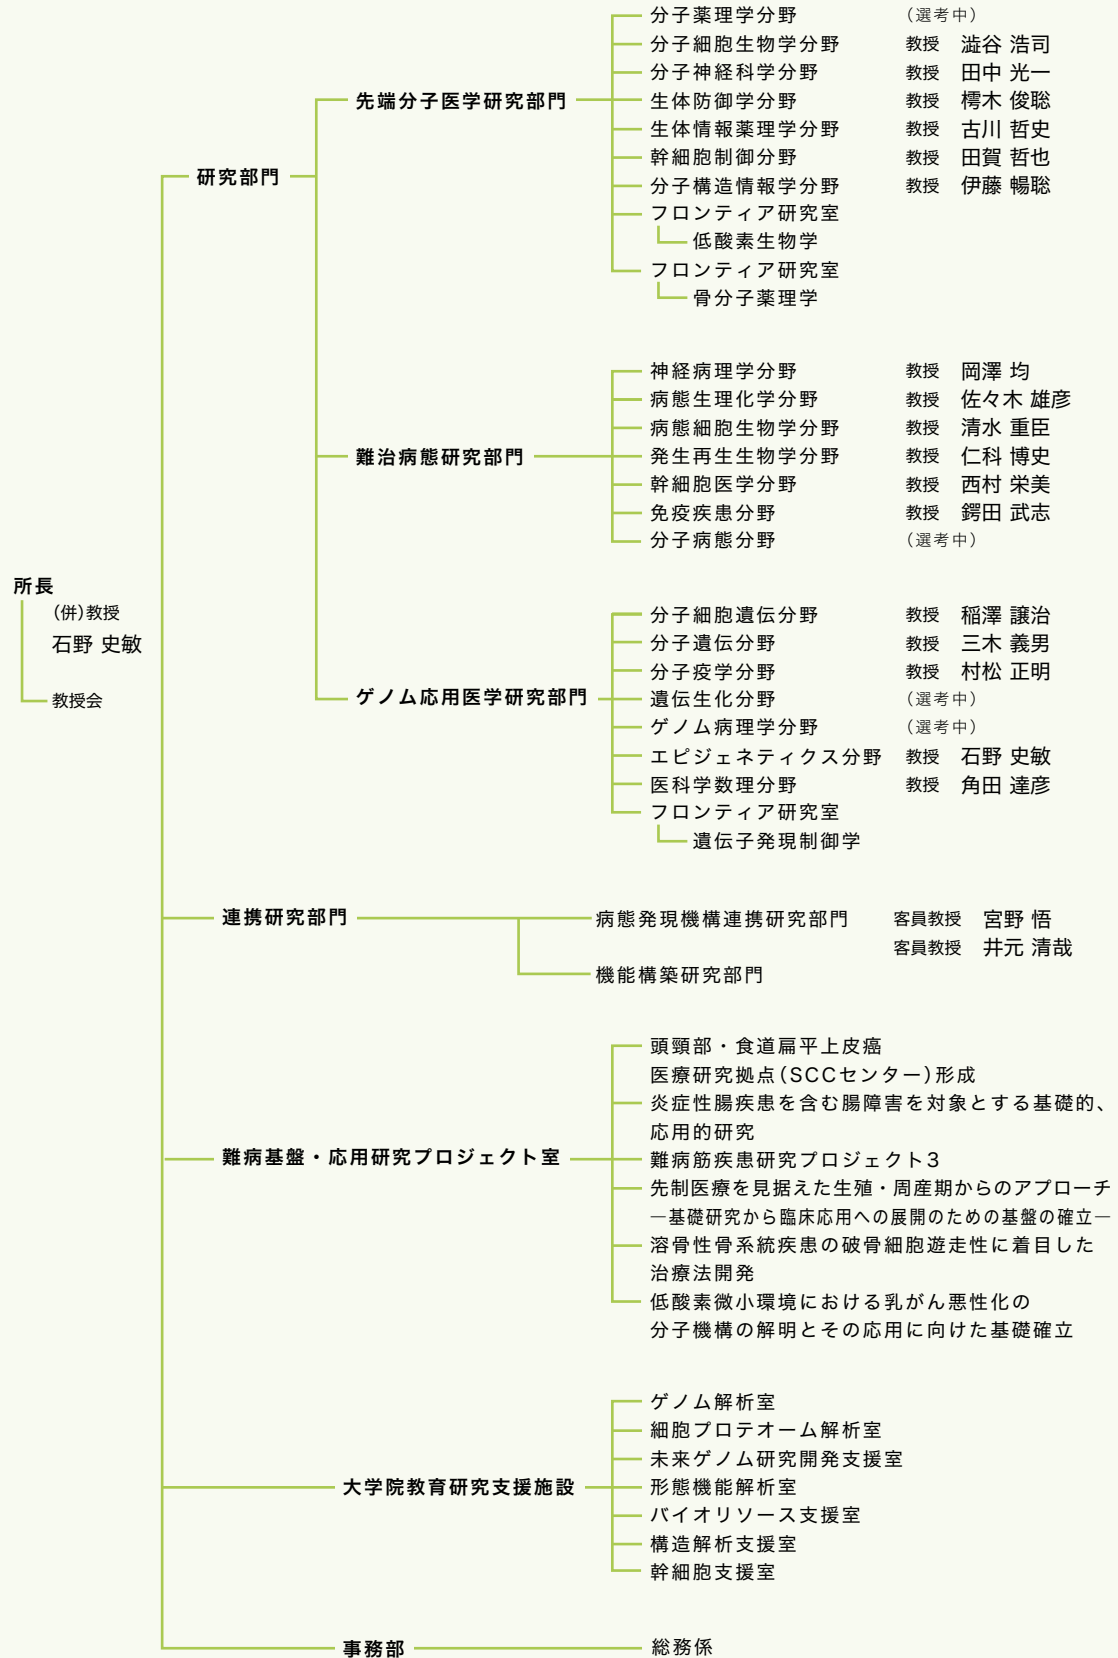 所長
(併)教授
石野 史敏
教授会
研究部門
先端分子医学研究部門
分子薬理学分野 (選考中)
分子細胞生物学分野 教授 澁谷 浩司
分子神経科学分野 教授 田中 光一
生体防御学分野 教授 樗木 俊聡
生体情報薬理学分野 教授 古川 哲史
幹細胞制御分野 教授 田賀 哲也
分子構造情報学分野 教授 伊藤 暢聡
フロンティア研究室
低酸素生物学
フロンティア研究室
骨分子薬理学
難治病態研究部門
神経病理学分野 教授 岡澤 均
病態生理化学分野 教授 佐々木 雄彦
病態細胞生物学分野 教授 清水 重臣
発生再生生物学分野 教授 仁科 博史
幹細胞医学分野 教授 西村 栄美
免疫疾患分野 教授 鍔田 武志
分子病態分野 (選考中)
ゲノム応用医学研究部門
分子細胞遺伝分野 教授 稲澤 譲治
分子遺伝分野 教授 三木 義男
分子疫学分野 教授 村松 正明
遺伝生化分野 (選考中)
ゲノム病理学分野 (選考中)
エピジェネティクス分野 教授 石野 史敏
医科学数理分野 教授 角田 達彦
フロンティア研究室
遺伝子発現制御学
連携研究部門
病態発現機構連携研究部門 客員教授 宮野 悟
客員教授 井元 清哉
機能構築研究部門
難病基盤・応用研究プロジェクト室
頭頸部・食道扁平上皮癌
医療研究拠点(SCCセンター)形成
炎症性腸疾患を含む腸障害を対象とする基礎的、
応用的研究
難病筋疾患研究プロジェクト3
先制医療を見据えた生殖・周産期からのアプローチ
―基礎研究から臨床応用への展開のための基盤の確立―
溶骨性骨系統疾患の破骨細胞遊走性に着目した
治療法開発
低酸素微小環境における乳がん悪性化の
分子機構の解明とその応用に向けた基礎確立
大学院教育研究支援施設
ゲノム解析室
細胞プロテオーム解析室
未来ゲノム研究開発支援室
形態機能解析室
バイオリソース支援室
構造解析支援室
幹細胞支援室
事務部
総務係